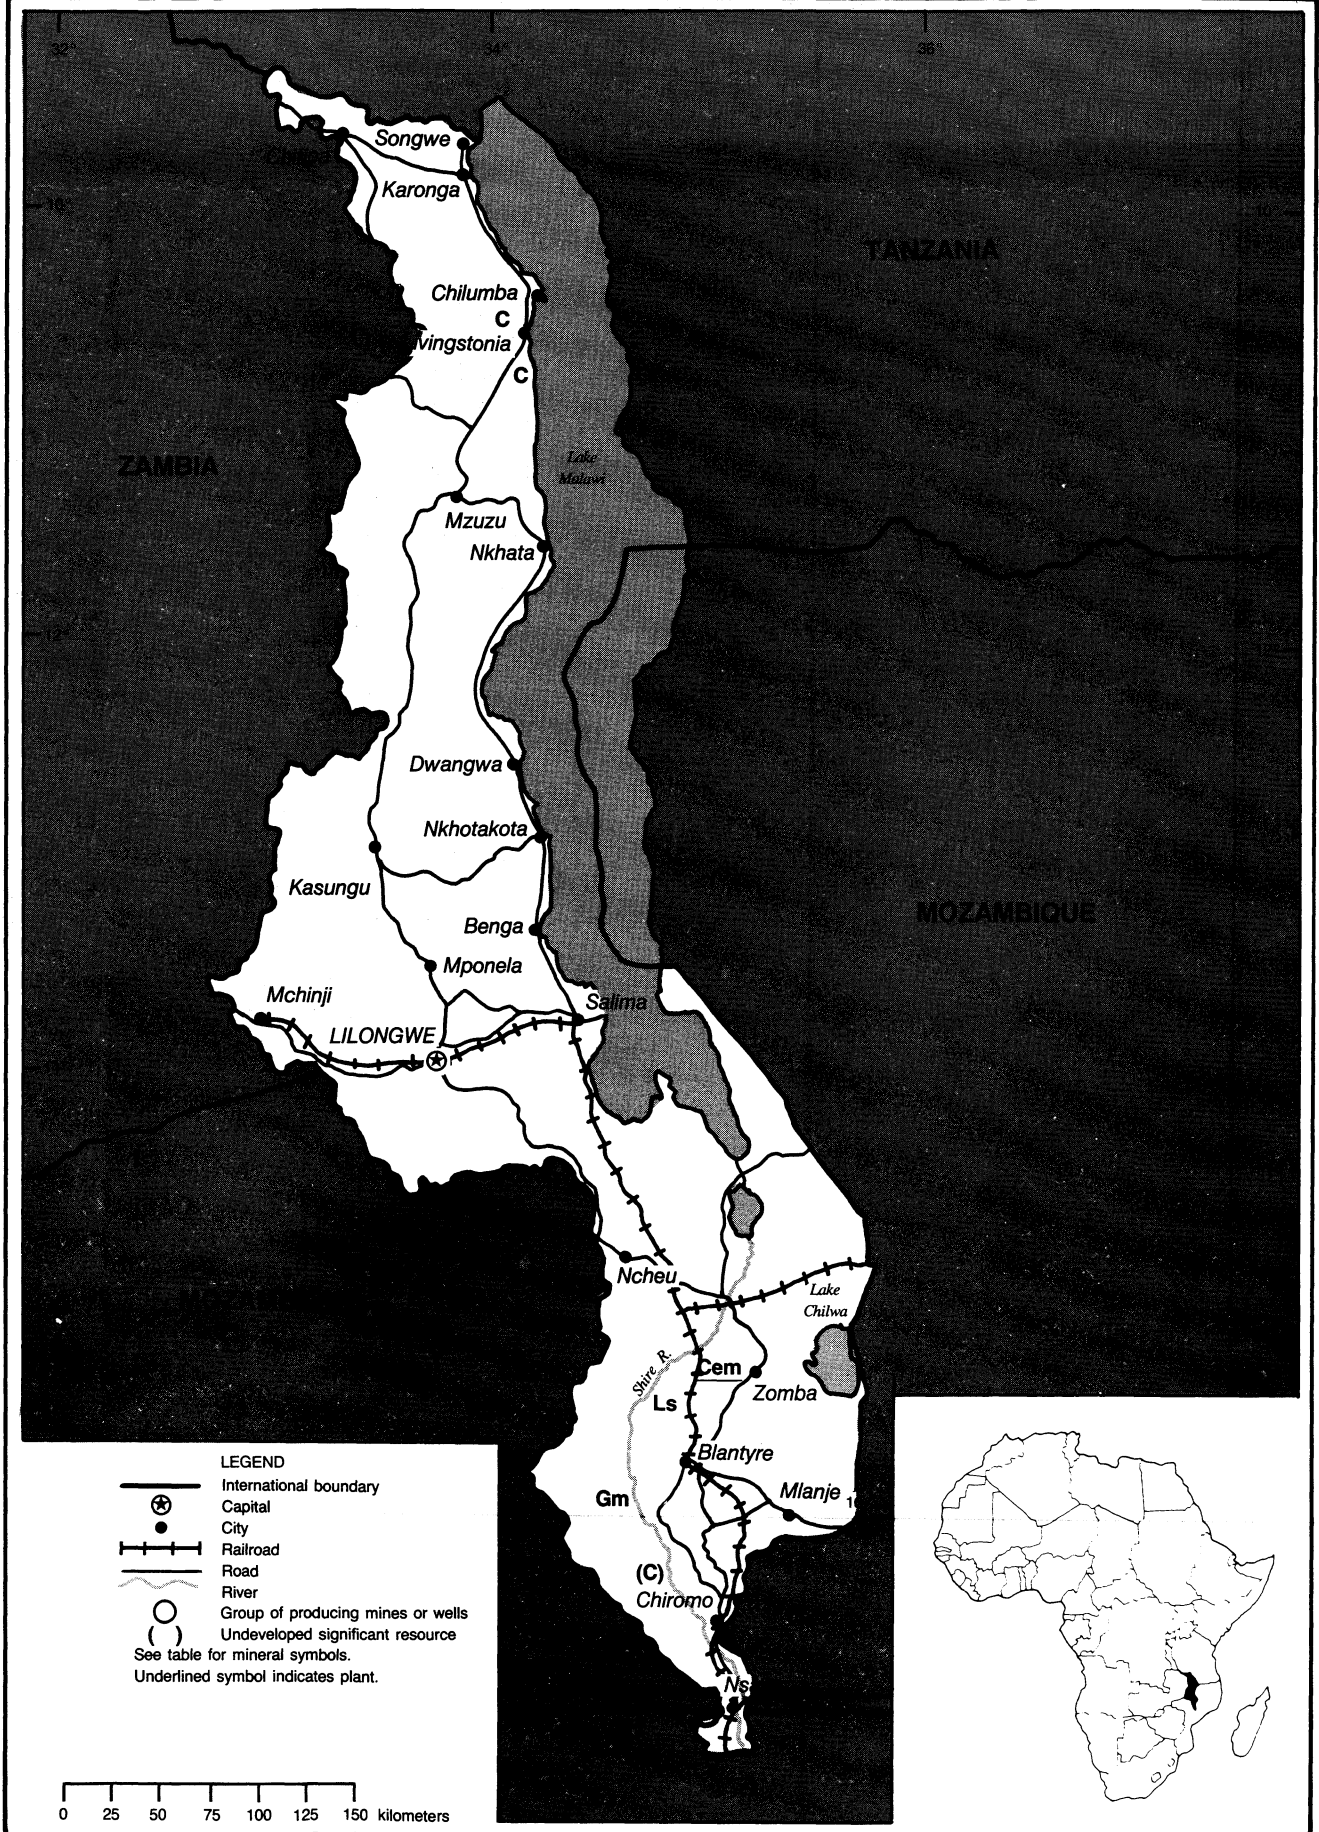 32°
34°
36°
Songwe
Karonga
10°
10
TANZANIA
Chilumba
C
vingstonia
C
ZAMBIA
Lake
Malawi
Mzuzu
Nkhata
12°
Dwangwa
Nkhotakota
Kasungu
MOZAMBIQUE
Benga
Mponela
Mchinji
Salima
LILONGWE
Ncheu
Lake
Chilwa
Shire R.
Cem
Zomba
Ls
Blantyre
Mlanje
Gm
(C)
Chiromo
Ns
LEGEND
International boundary
Capital
City
Railroad
Road
River
Group of producing mines or wells
( ) Undeveloped significant resource
See table for mineral symbols.
Underlined symbol indicates plant.
0 25 50 75 100 125 150 kilometers